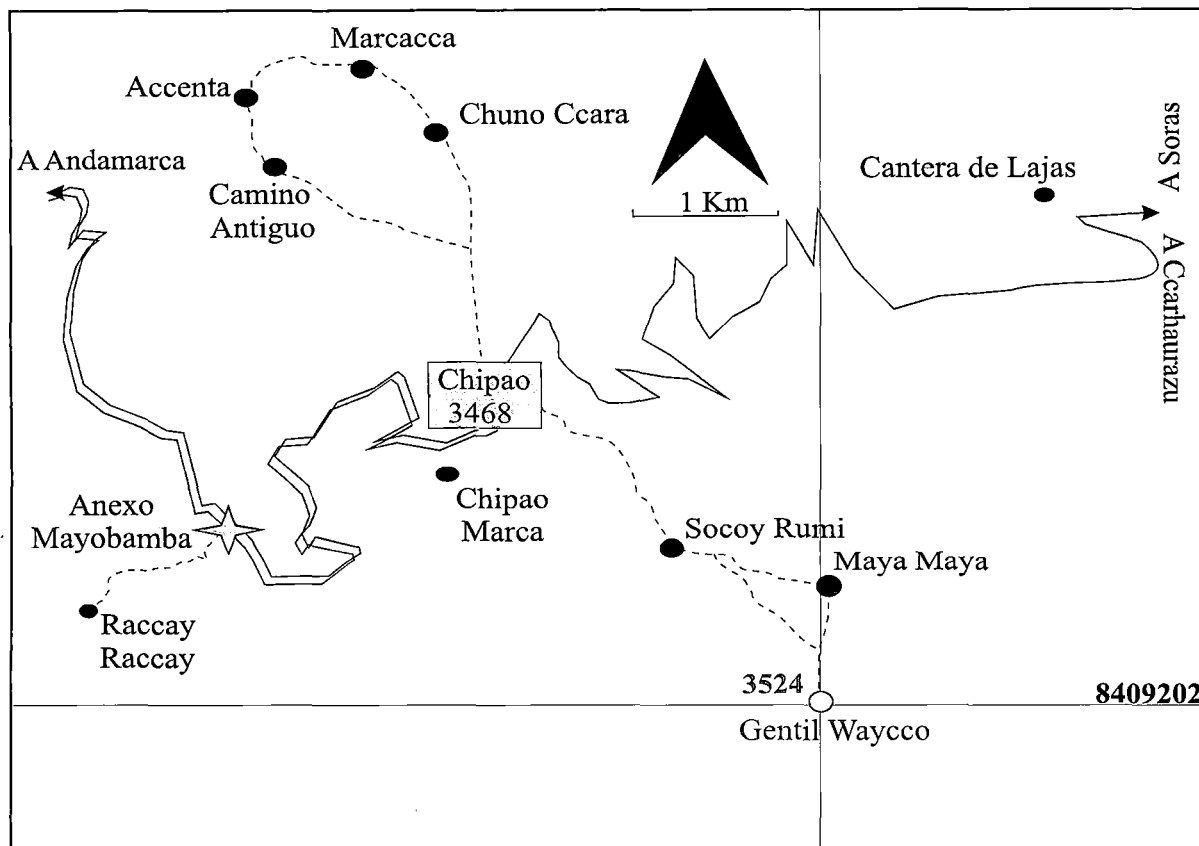 Marcacca
Accenta
Chuno Ccara
A Andamarca
Camino
Antiguo
1 Km
Cantera de Lajas
A Soras
A Ccarhaurazu
Chipao
3468
Chipao
Marca
Anexo
Mayobamba
Socoy Rumi
Maya Maya
Raccay
Raccay
3524
8409202
Gentil Waycco